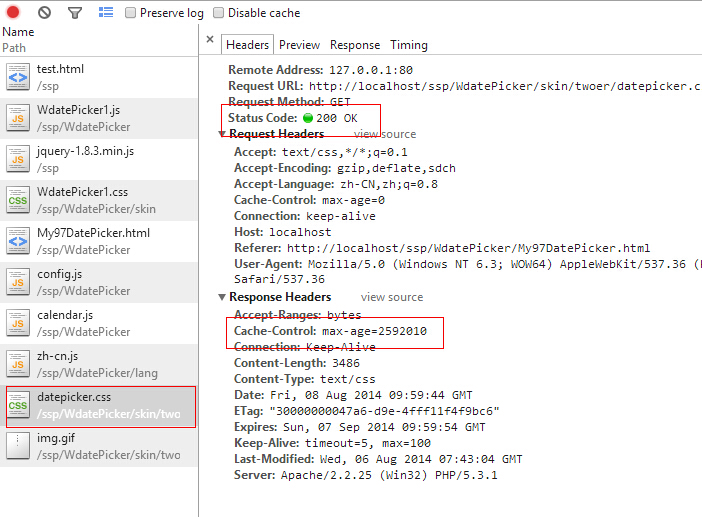 Preserve log Disable cache
Name
Path
test.html
/ssp
WdatePicker1.js
/ssp/WdatePicker
jquery-1.8.3.min.js
/ssp
WdatePicker1.css
/ssp/WdatePicker/skin
My97DatePicker.html
/ssp/WdatePicker
config.js
/ssp/WdatePicker
calendar.js
/ssp/WdatePicker
zh-cn.js
/ssp/WdatePicker/lang
datepicker.css
/ssp/WdatePicker/skin/two
img.gif
/ssp/WdatePicker/skin/two
× Headers Preview Response Timing
Remote Address: 127.0.0.1:80
Request URL: http://localhost/ssp/WdatePicker/skin/twoer/datepicker.c
Request Method: GET
Status Code: 200 OK
Request Headers view source
Accept: text/css,*/*;q=0.1
Accept-Encoding: gzip,deflate,sdch
Accept-Language: zh-CN,zh;q=0.8
Cache-Control: max-age=0
Connection: keep-alive
Host: localhost
Referer: http://localhost/ssp/WdatePicker/My97DatePicker.html
User-Agent: Mozilla/5.0 (Windows NT 6.3; WOW64) AppleWebKit/537.36 (
Safari/537.36
Response Headers view source
Accept-Ranges: bytes
Cache-Control: max-age=2592010
Connection: Keep-Alive
Content-Length: 3486
Content-Type: text/css
Date: Fri, 08 Aug 2014 09:59:44 GMT
ETag: "30000000047a6-d9e-4fff11f4f9bc6"
Expires: Sun, 07 Sep 2014 09:59:54 GMT
Keep-Alive: timeout=5, max=100
Last-Modified: Wed, 06 Aug 2014 07:43:04 GMT
Server: Apache/2.2.25 (Win32) PHP/5.3.1